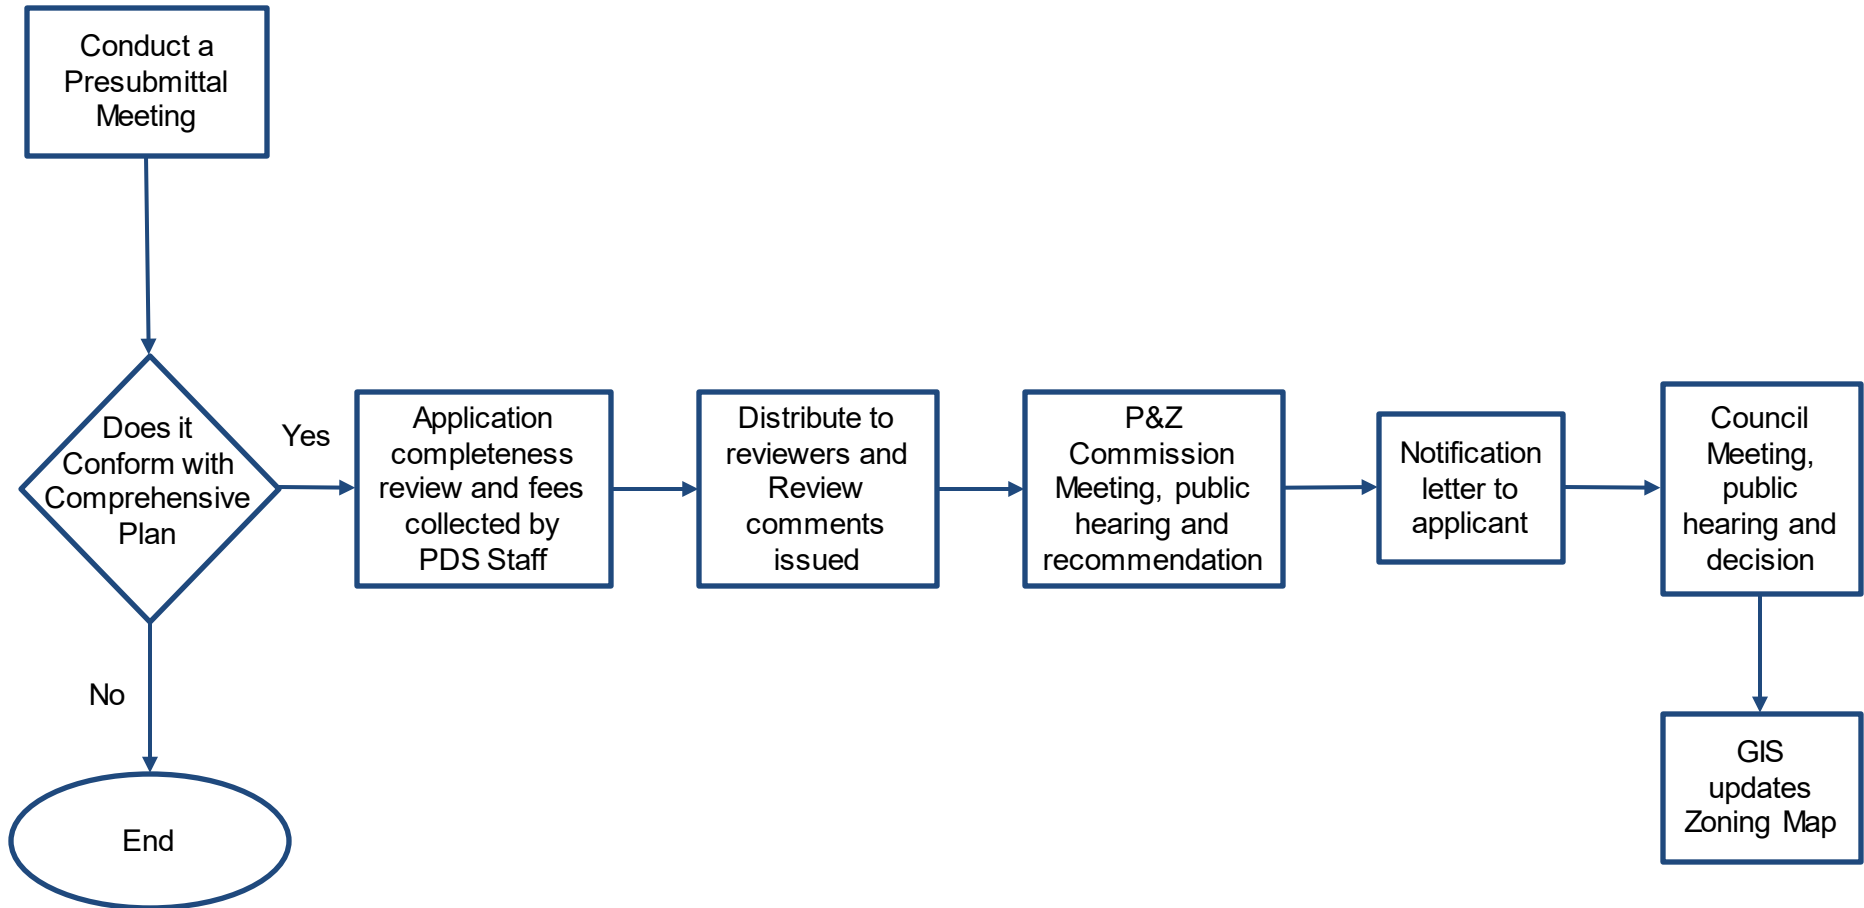 Conduct a
Presubmittal
Meeting
Does it
Conform with
Comprehensive
Plan
Yes
Application
completeness
review and fees
collected by
PDS Staff
Distribute to
reviewers and
Review
comments
issued
P&Z
Commission
Meeting, public
hearing and
recommendation
Notification
letter to
applicant
Council
Meeting,
public
hearing and
decision
No
End
GIS
updates
Zoning Map